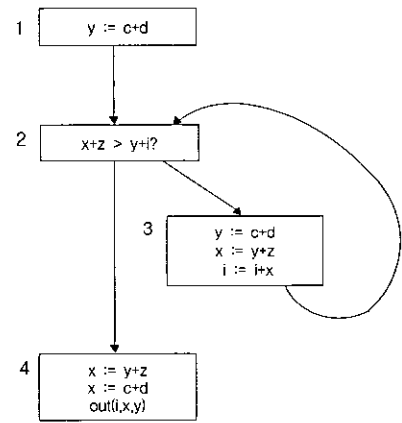 1
y := c+d
2
x+z > y+i?
3
y := c+d
x := y+z
i := i+x
4
x := y+z
x := c+d
out(i,x,y)